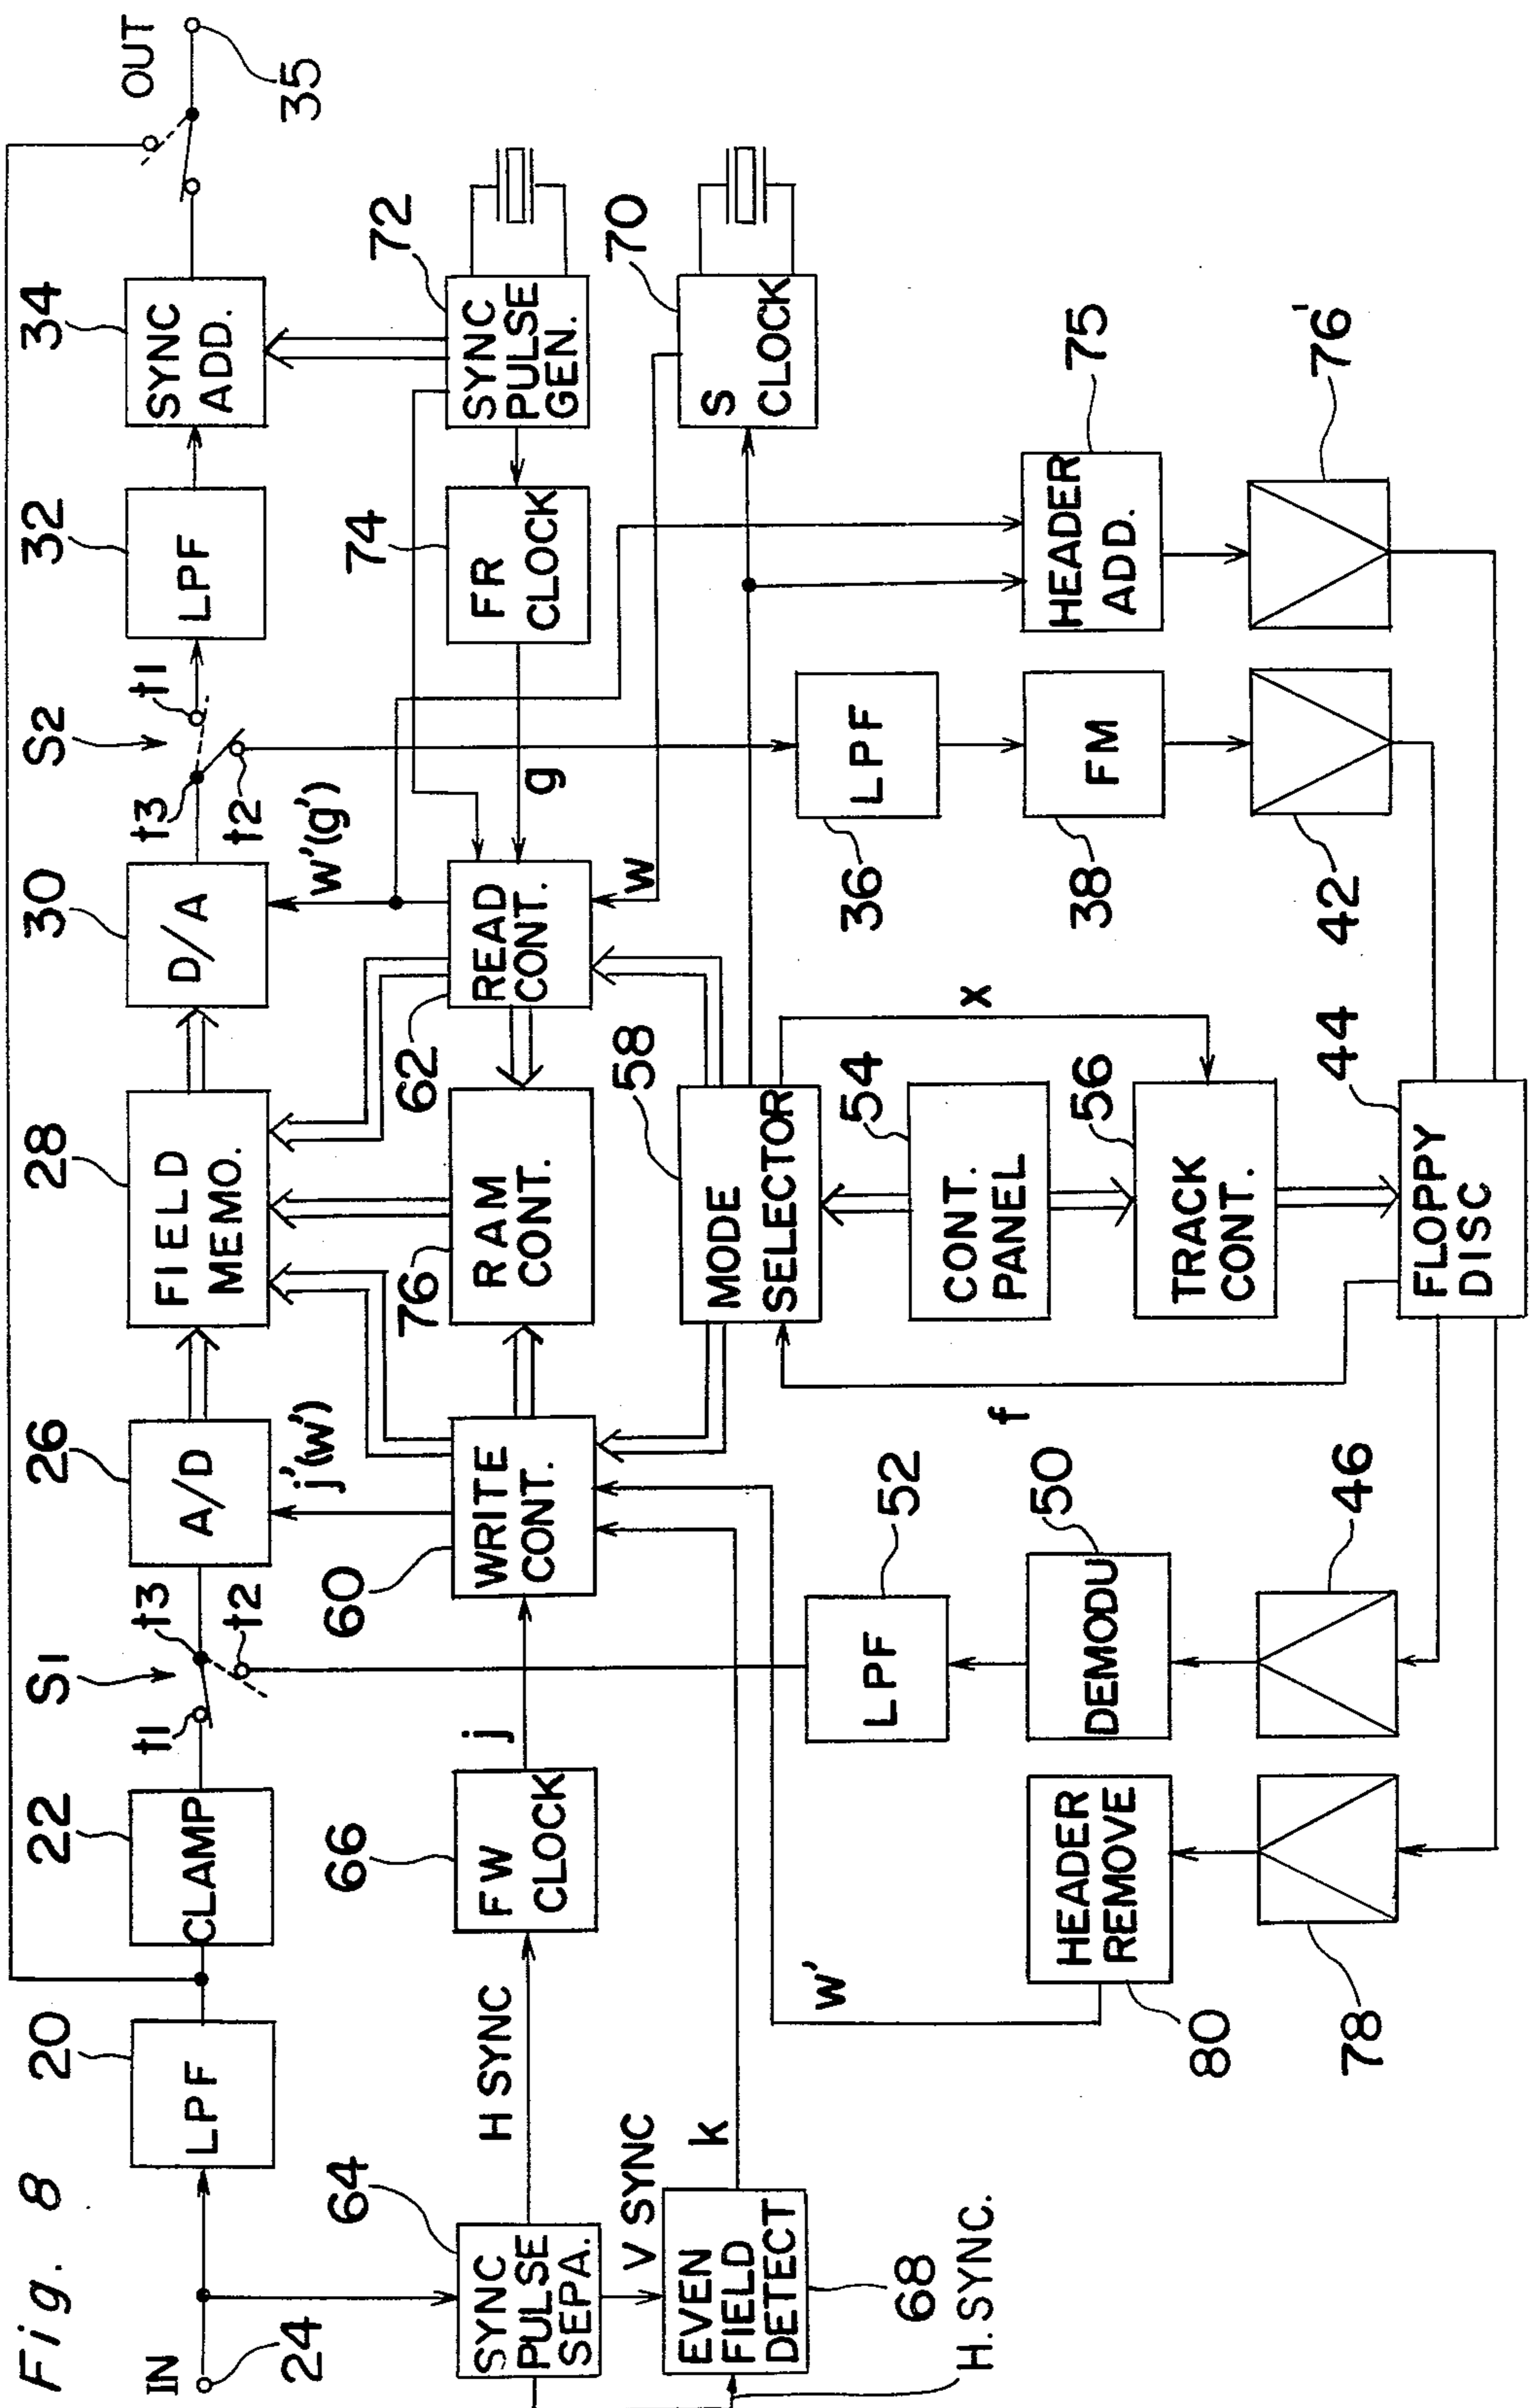 Fig. 8
IN
24
LPF
20
CLAMP
22
t1
S1
t3
t2
A/D
26
j'(w')
FIELD
MEMO.
28
D/A
30
w'(g')
t3
S2
t1
t2
LPF
32
SYNC
ADD.
34
OUT
35
SYNC
PULSE
SEPA.
64
H SYNC
V SYNC
FW
CLOCK
66
j
WRITE
CONT.
60
RAM
CONT.
76
READ
CONT.
62
g
w
FR
CLOCK
74
SYNC
PULSE
GEN.
72
EVEN
FIELD
DETECT
68
H.SYNC.
k
MODE
SELECTOR
58
S
CLOCK
70
w'
LPF
52
f
CONT.
PANEL
54
x
LPF
36
HEADER
REMOVE
80
DEMODU
50
TRACK
CONT.
56
FM
38
HEADER
ADD.
75
78
46
FLOPPY
DISC
44
42
76'